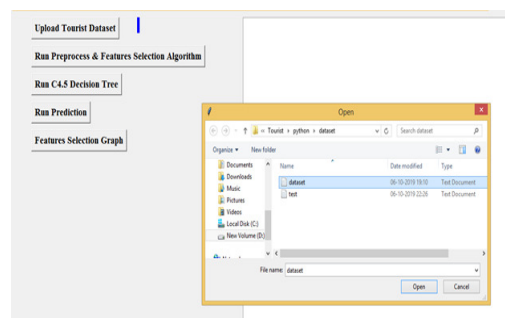 Upload Tourist Dataset
Run Preprocess & Features Selection Algorithm
Run C4.5 Decision Tree
Run Prediction
Features Selection Graph
Open
« Tourist › python › dataset
Search dataset
Organize New folder
Documents
Downloads
Music
Pictures
Videos
Local Disk (C:)
New Volume (D:)
Name Date modified Type
dataset 06-10-2019 19:10 Text Document
test 06-10-2019 22:26 Text Document
File name: dataset
Open Cancel